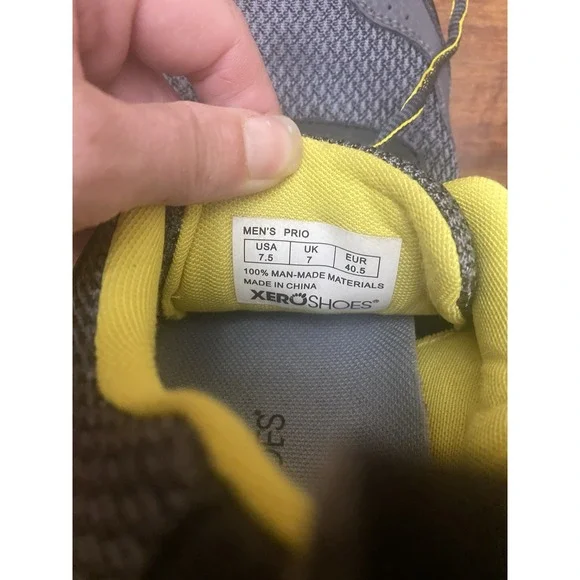 MEN'S PRIO
USA UK EUR
7.5 7 40.5
100% MAN-MADE MATERIALS
MADE IN CHINA
XEROSHOES®